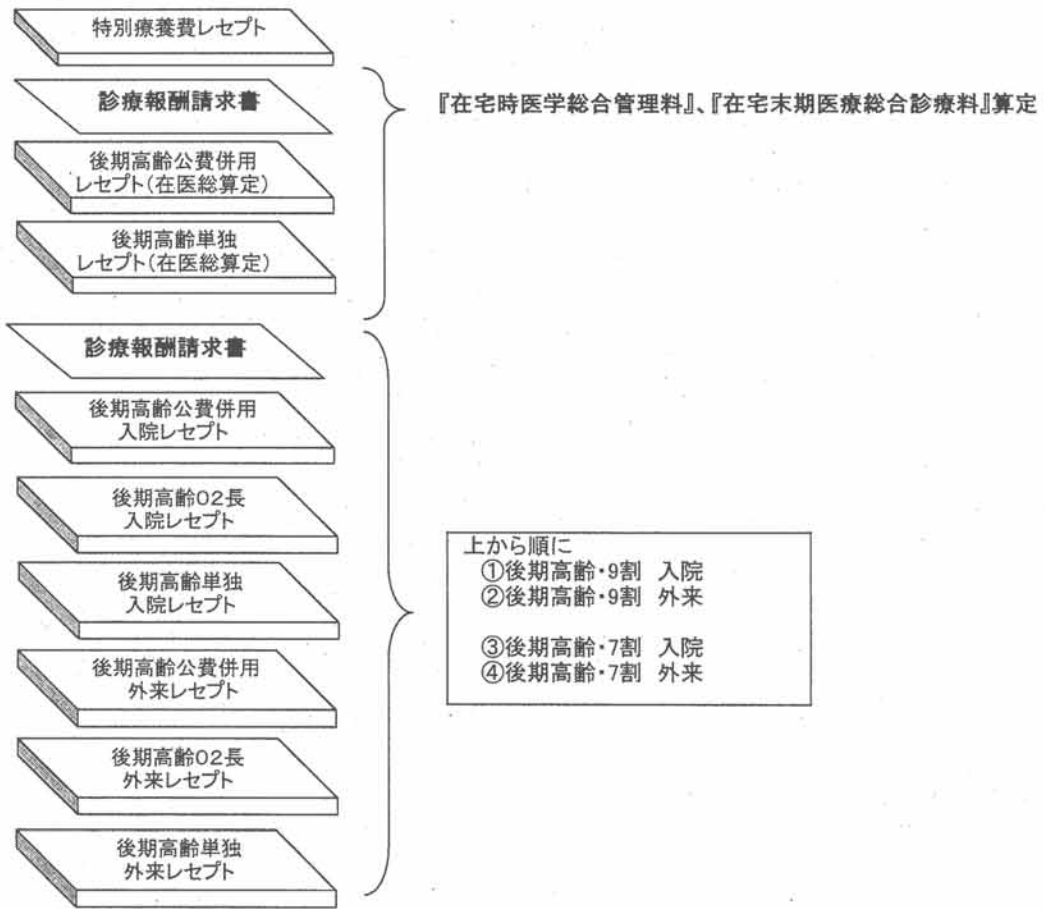 特別療養費レセプト
診療報酬請求書
『在宅時医学総合管理料』、『在宅末期医療総合診療料』算定
後期高齢公費併用
レセプト(在医総算定)
後期高齢単独
レセプト(在医総算定)
診療報酬請求書
後期高齢公費併用
入院レセプト
後期高齢02長
入院レセプト
後期高齢単独
入院レセプト
後期高齢公費併用
外来レセプト
後期高齢02長
外来レセプト
後期高齢単独
外来レセプト
上から順に
①後期高齢・9割 入院
②後期高齢・9割 外来
③後期高齢・7割 入院
④後期高齢・7割 外来